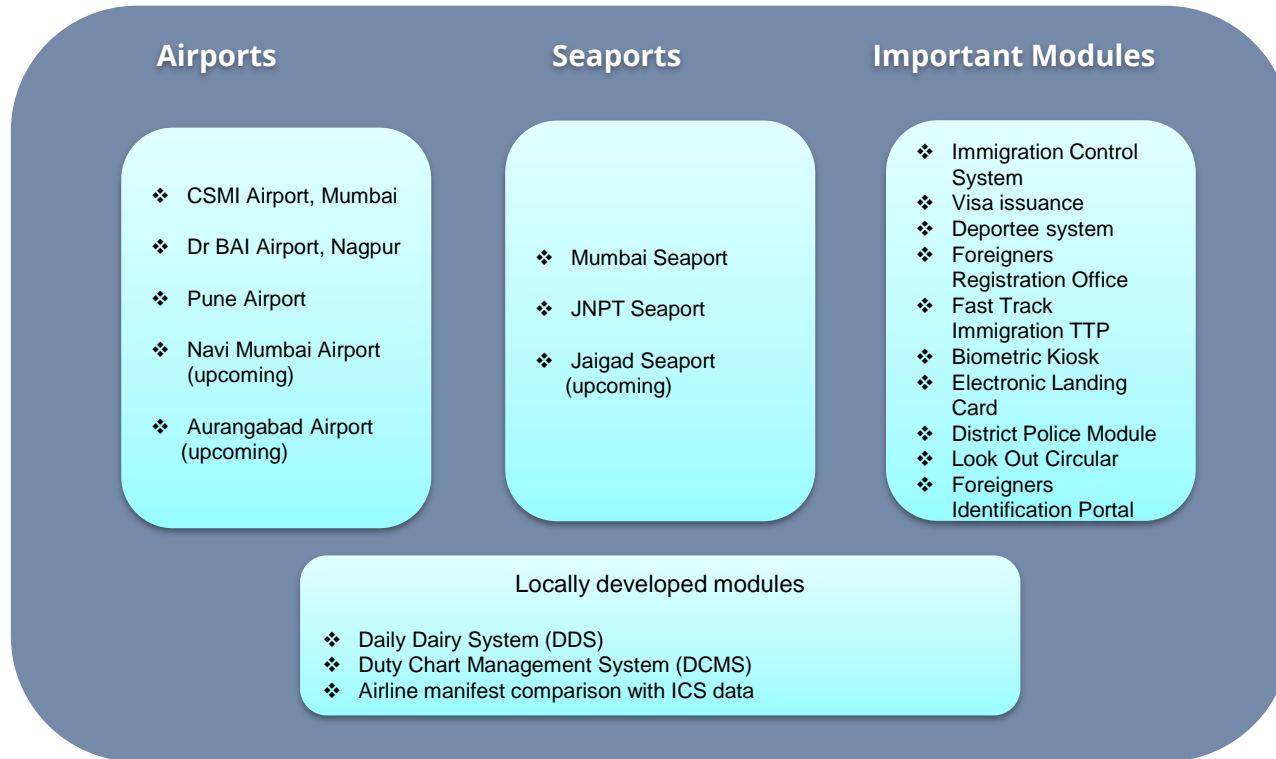 Airports
Seaports
Important Modules
❖ CSMI Airport, Mumbai
❖ Dr BAI Airport, Nagpur
❖ Pune Airport
❖ Navi Mumbai Airport
(upcoming)
❖ Aurangabad Airport
(upcoming)
❖ Mumbai Seaport
❖ JNPT Seaport
❖ Jaigad Seaport
(upcoming)
❖ Immigration Control
System
❖ Visa issuance
❖ Deportee system
❖ Foreigners
Registration Office
❖ Fast Track
Immigration TTP
❖ Biometric Kiosk
❖ Electronic Landing
Card
❖ District Police Module
❖ Look Out Circular
❖ Foreigners
Identification Portal
Locally developed modules
❖ Daily Dairy System (DDS)
❖ Duty Chart Management System (DCMS)
❖ Airline manifest comparison with ICS data